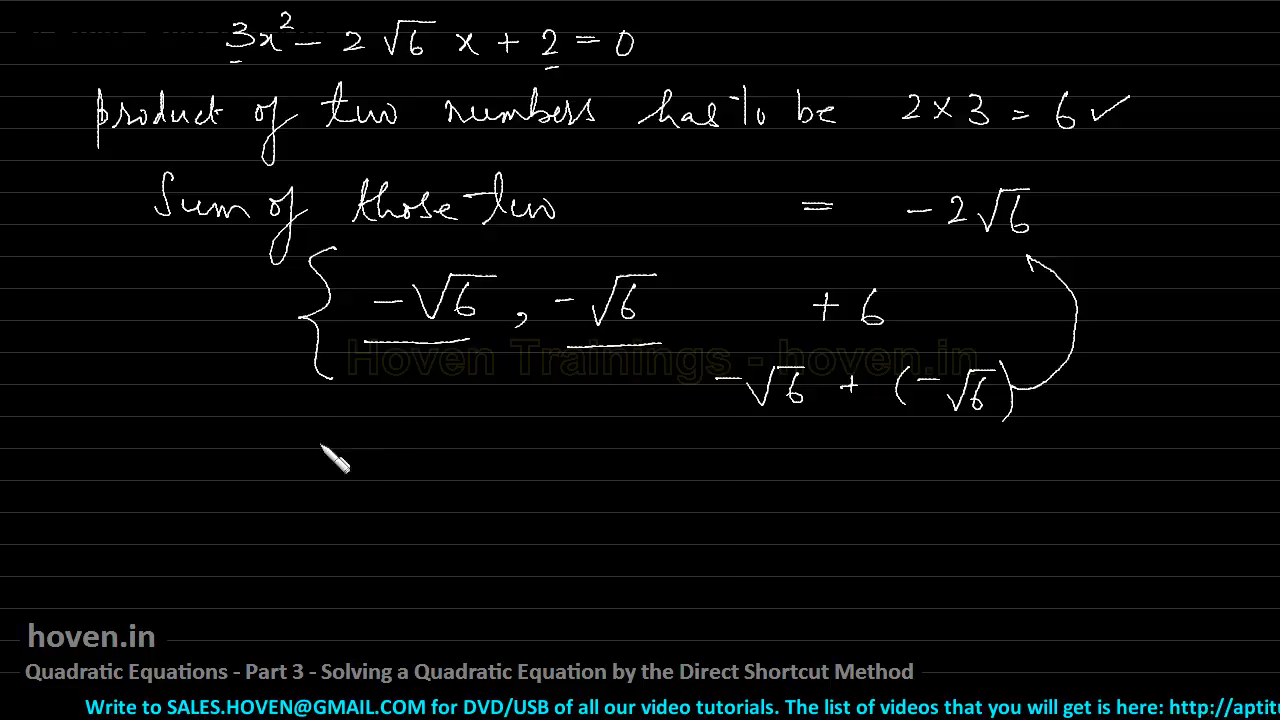 3x² - 2√6 x + 2 = 0
product of two numbers has to be 2 × 3 = 6 ✓
Sum of those two = - 2√6
{ -√6 , -√6 + 6
Hoven Trainings - hoven.in
-√6 + (-√6)
hoven.in
Quadratic Equations - Part 3 - Solving a Quadratic Equation by the Direct Shortcut Method
Write to SALES.HOVEN@GMAIL.COM for DVD/USB of all our video tutorials. The list of videos that you will get is here: http://aptitu